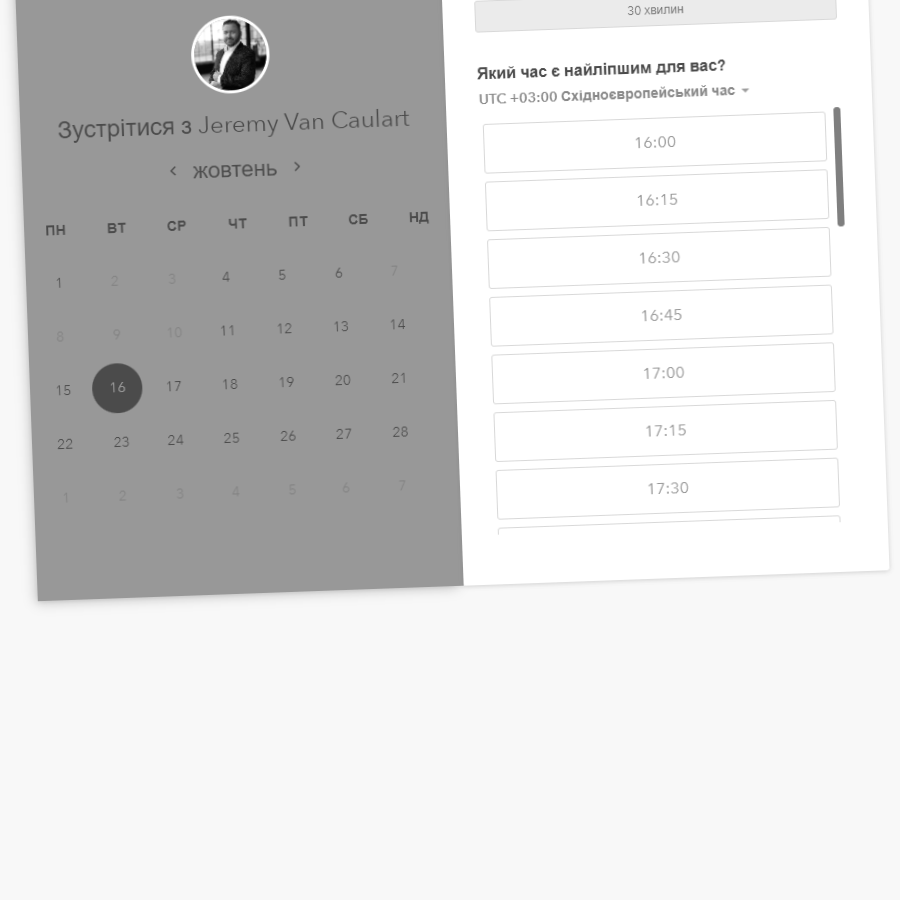 Зустрітися з Jeremy Van Caulart
жовтень
ПН ВТ СР ЧТ ПТ СБ НД
1 2 3 4 5 6 7
8 9 10 11 12 13 14
15 16 17 18 19 20 21
22 23 24 25 26 27 28
1 2 3 4 5 6 7
30 хвилин
Який час є найліпшим для вас?
UTC +03:00 Східноєвропейський час
16:00
16:15
16:30
16:45
17:00
17:15
17:30